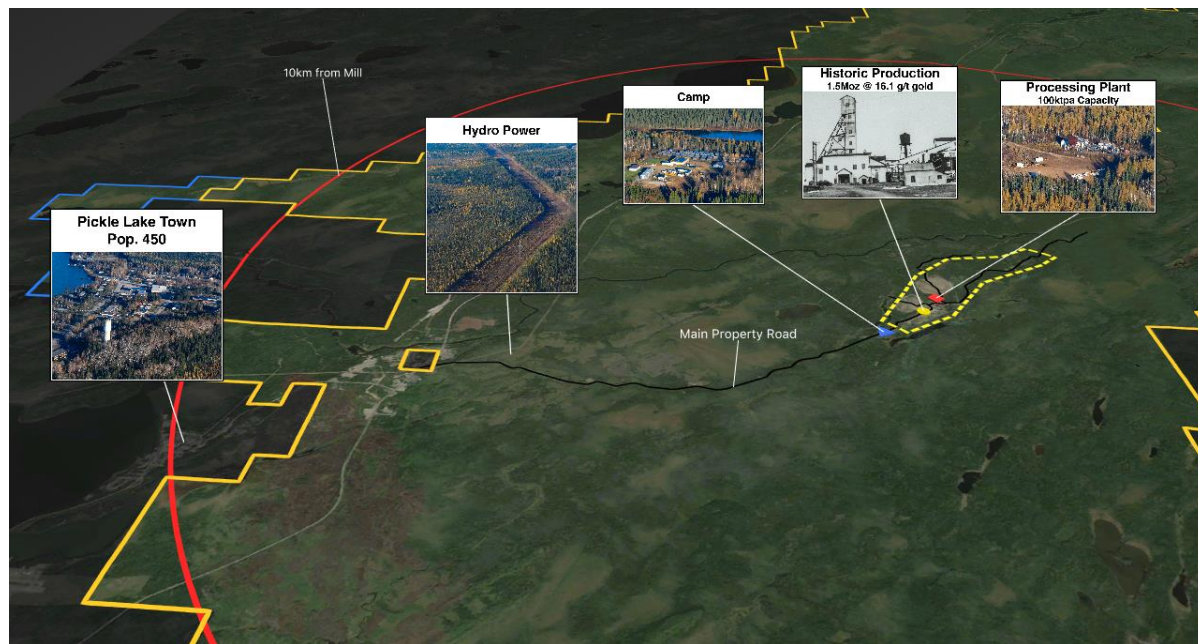 10km from Mill
Pickle Lake Town
Pop. 450
Hydro Power
Camp
Historic Production
1.5Moz @ 16.1 g/t gold
Processing Plant
100ktpa Capacity
Main Property Road